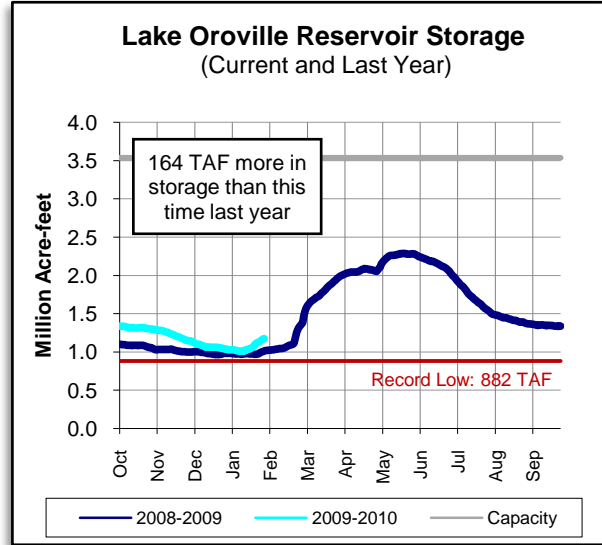 Lake Oroville Reservoir Storage
(Current and Last Year)
Million Acre-feet
4.0
3.5
3.0
2.5
2.0
1.5
1.0
0.5
0.0
164 TAF more in
storage than this
time last year
Record Low: 882 TAF
Oct
Nov
Dec
Jan
Feb
Mar
Apr
May
Jun
Jul
Aug
Sep
2008-2009
2009-2010
Capacity